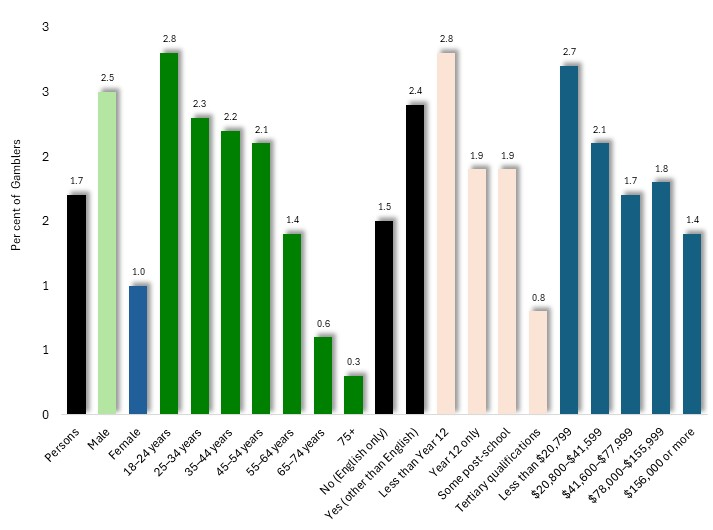 Per cent of Gamblers
3
3
2
2
1
1
0
1.7
2.5
1.0
2.8
2.3
2.2
2.1
1.4
0.6
0.3
1.5
2.4
2.8
1.9
1.9
0.8
2.7
2.1
1.7
1.8
1.4
Persons
Male
Female
18–24 years
25–34 years
35–44 years
45–54 years
55–64 years
65–74 years
75+
No (English only)
Yes (other than English)
Less than Year 12
Year 12 only
Some post-school
Tertiary qualifications
Less than $20,799
$20,800–$41,599
$41,600–$77,999
$78,000–$155,999
$156,000 or more